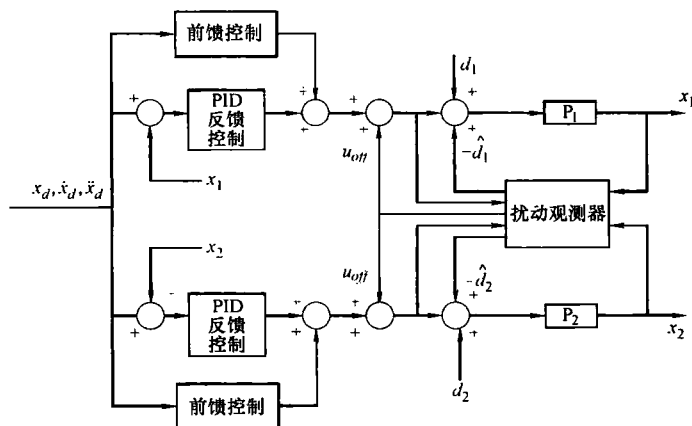 前馈控制
d₁
PID
反馈
控制
P₁
x₁
u_off
-d̂₁
x₁
x_d, ẋ_d, ẍ_d
扰动观测器
x₂
u_off
-d̂₂
PID
反馈
控制
P₂
x₂
前馈控制
d₂